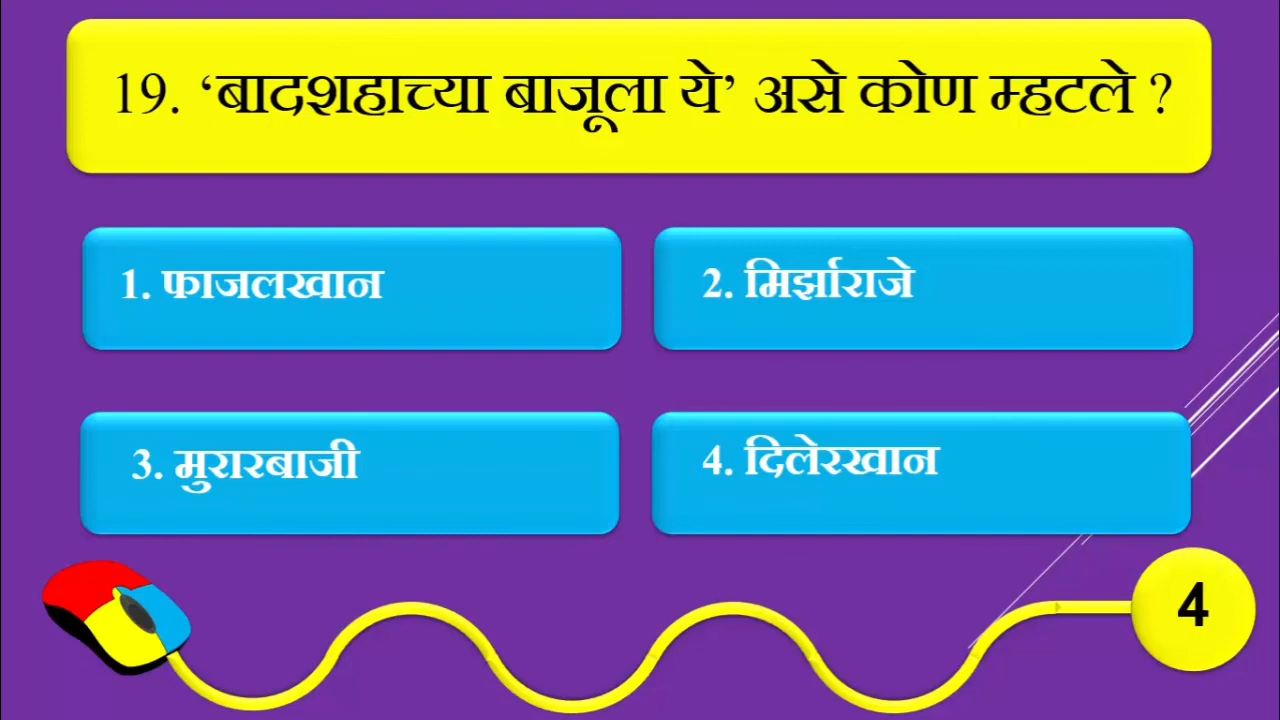 19. ‘बादशहाच्या बाजूला ये’ असे कोण म्हटले ?
1. फाजलखान
2. मिर्झाराजे
3. मुरारबाजी
4. दिलेरखान
4